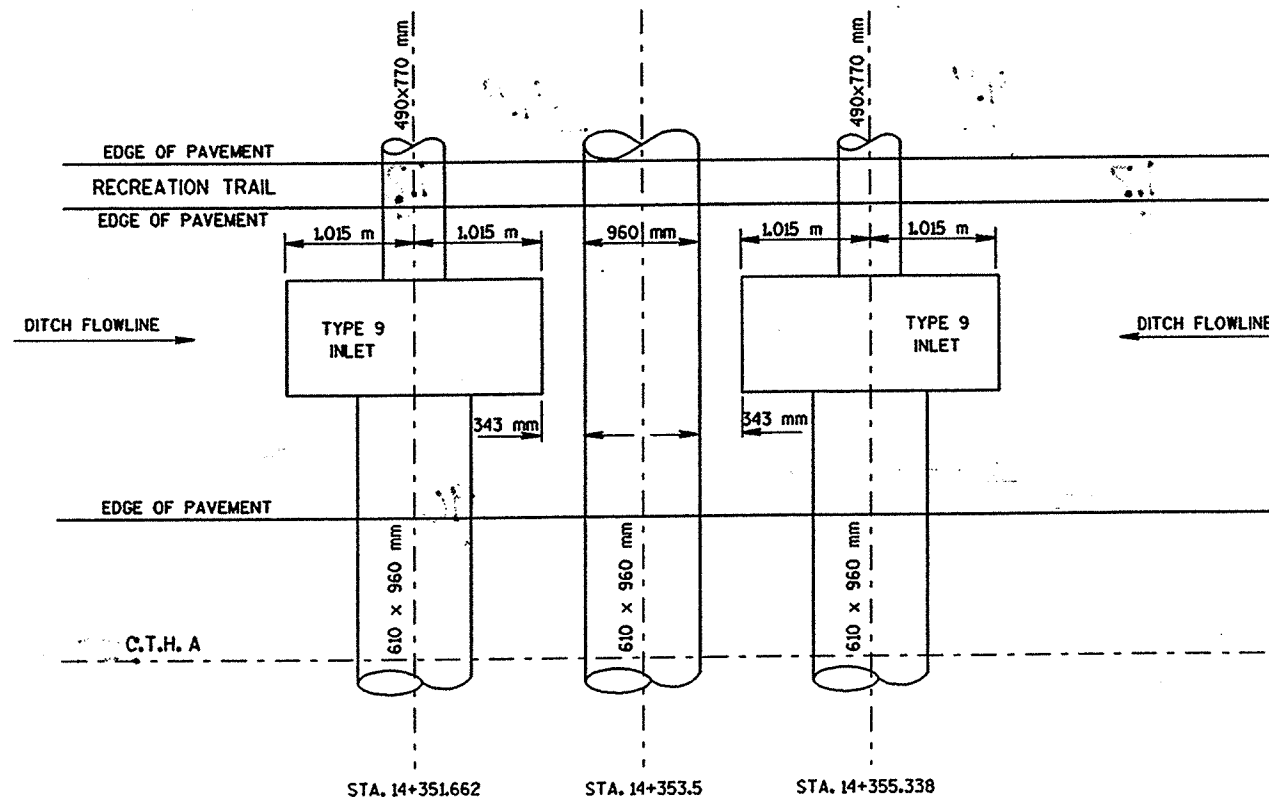 490x770 mm
490x770 mm
EDGE OF PAVEMENT
RECREATION TRAIL
EDGE OF PAVEMENT
1.015 m
1.015 m
960 mm
1.015 m
1.015 m
DITCH FLOWLINE
TYPE 9
INLET
TYPE 9
INLET
DITCH FLOWLINE
343 mm
343 mm
EDGE OF PAVEMENT
610 x 960 mm
610 x 960 mm
610 x 960 mm
C.T.H. A
STA. 14+351.662
STA. 14+353.5
STA. 14+355.338